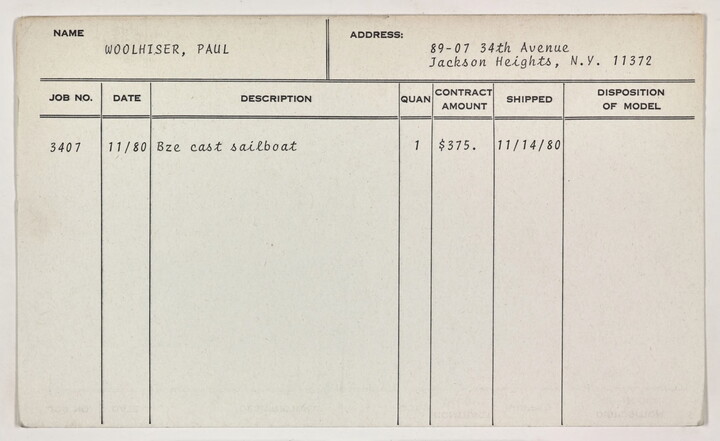 NAME
WOOLHISER, PAUL
ADDRESS:
89-07 34th Avenue
Jackson Heights, N.Y. 11372
JOB NO. DATE DESCRIPTION QUAN CONTRACT AMOUNT SHIPPED DISPOSITION OF MODEL
3407 11/80 Bze cast sailboat 1 $375. 11/14/80